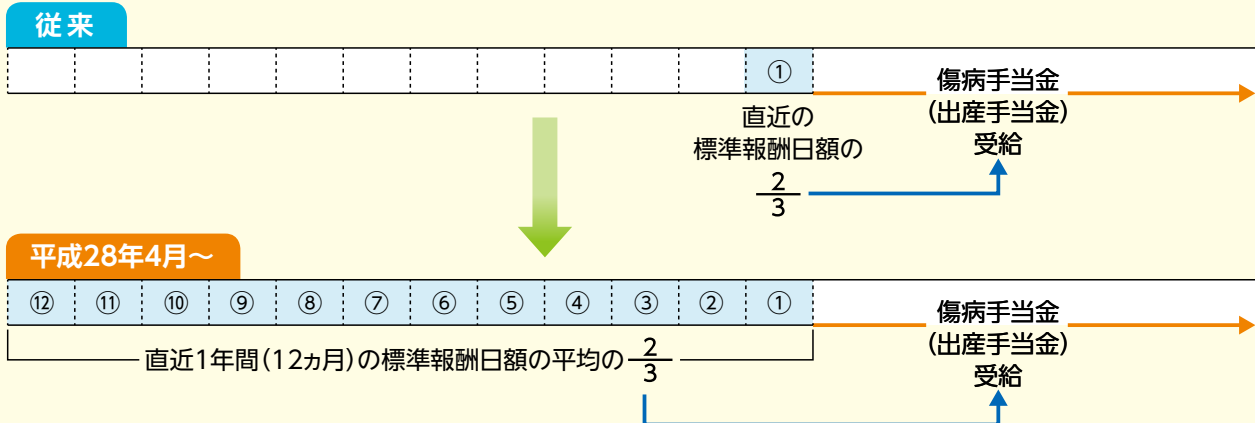 従来
①
直近の
標準報酬日額の
2
3
傷病手当金
(出産手当金)
受給
平成28年4月～
⑫ ⑪ ⑩ ⑨ ⑧ ⑦ ⑥ ⑤ ④ ③ ② ①
直近1年間(12ヵ月)の標準報酬日額の平均の 2
3
傷病手当金
(出産手当金)
受給